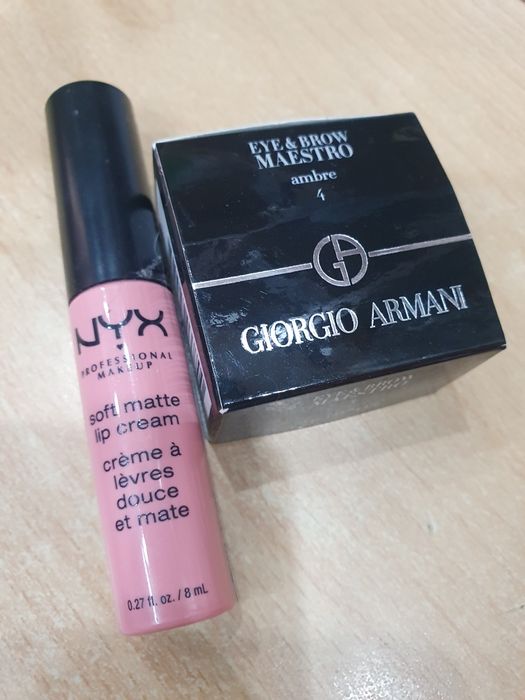 NYX
PROFESSIONAL
MAKEUP
soft matte
lip cream
crème à
lèvres
douce
et mate
0.27 fl. oz. / 8 mL
EYE & BROW
MAESTRO
ambre
4
GA
GIORGIO ARMANI